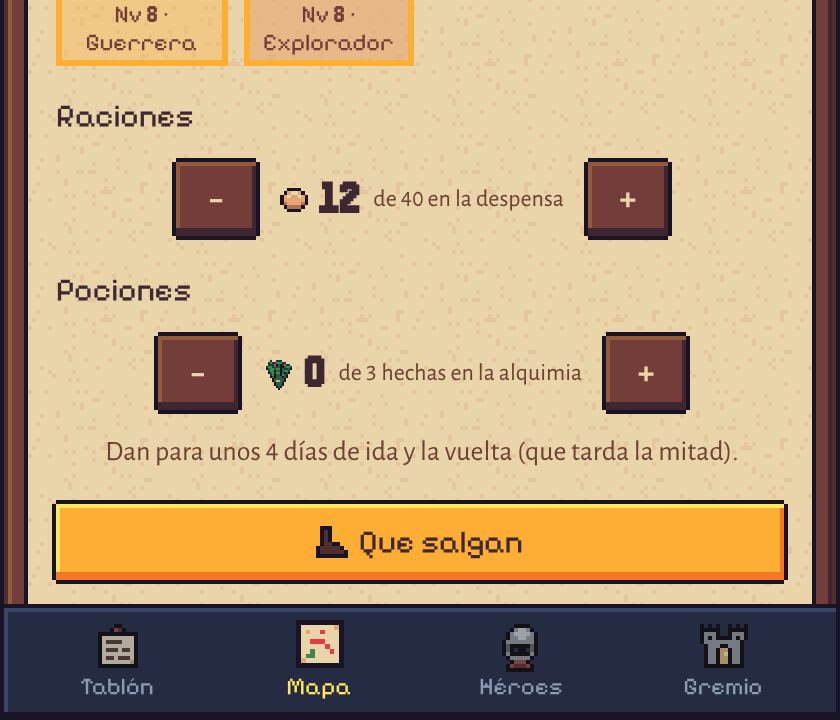 Nv 8 ·
Guerrera
Nv 8 ·
Explorador
Raciones
- 12 de 40 en la despensa +
Pociones
- 0 de 3 hechas en la alquimia +
Dan para unos 4 días de ida y la vuelta (que tarda la mitad).
Que salgan
Tablón Mapa Héroes Gremio